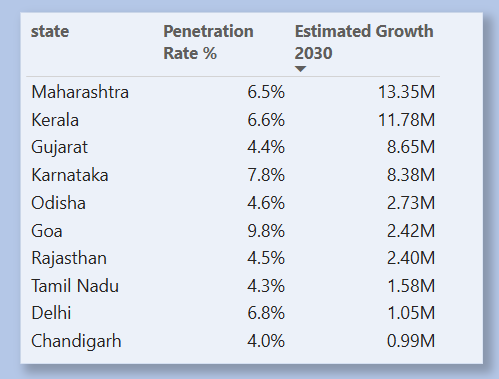 state Penetration Rate % Estimated Growth 2030
Maharashtra 6.5% 13.35M
Kerala 6.6% 11.78M
Gujarat 4.4% 8.65M
Karnataka 7.8% 8.38M
Odisha 4.6% 2.73M
Goa 9.8% 2.42M
Rajasthan 4.5% 2.40M
Tamil Nadu 4.3% 1.58M
Delhi 6.8% 1.05M
Chandigarh 4.0% 0.99M